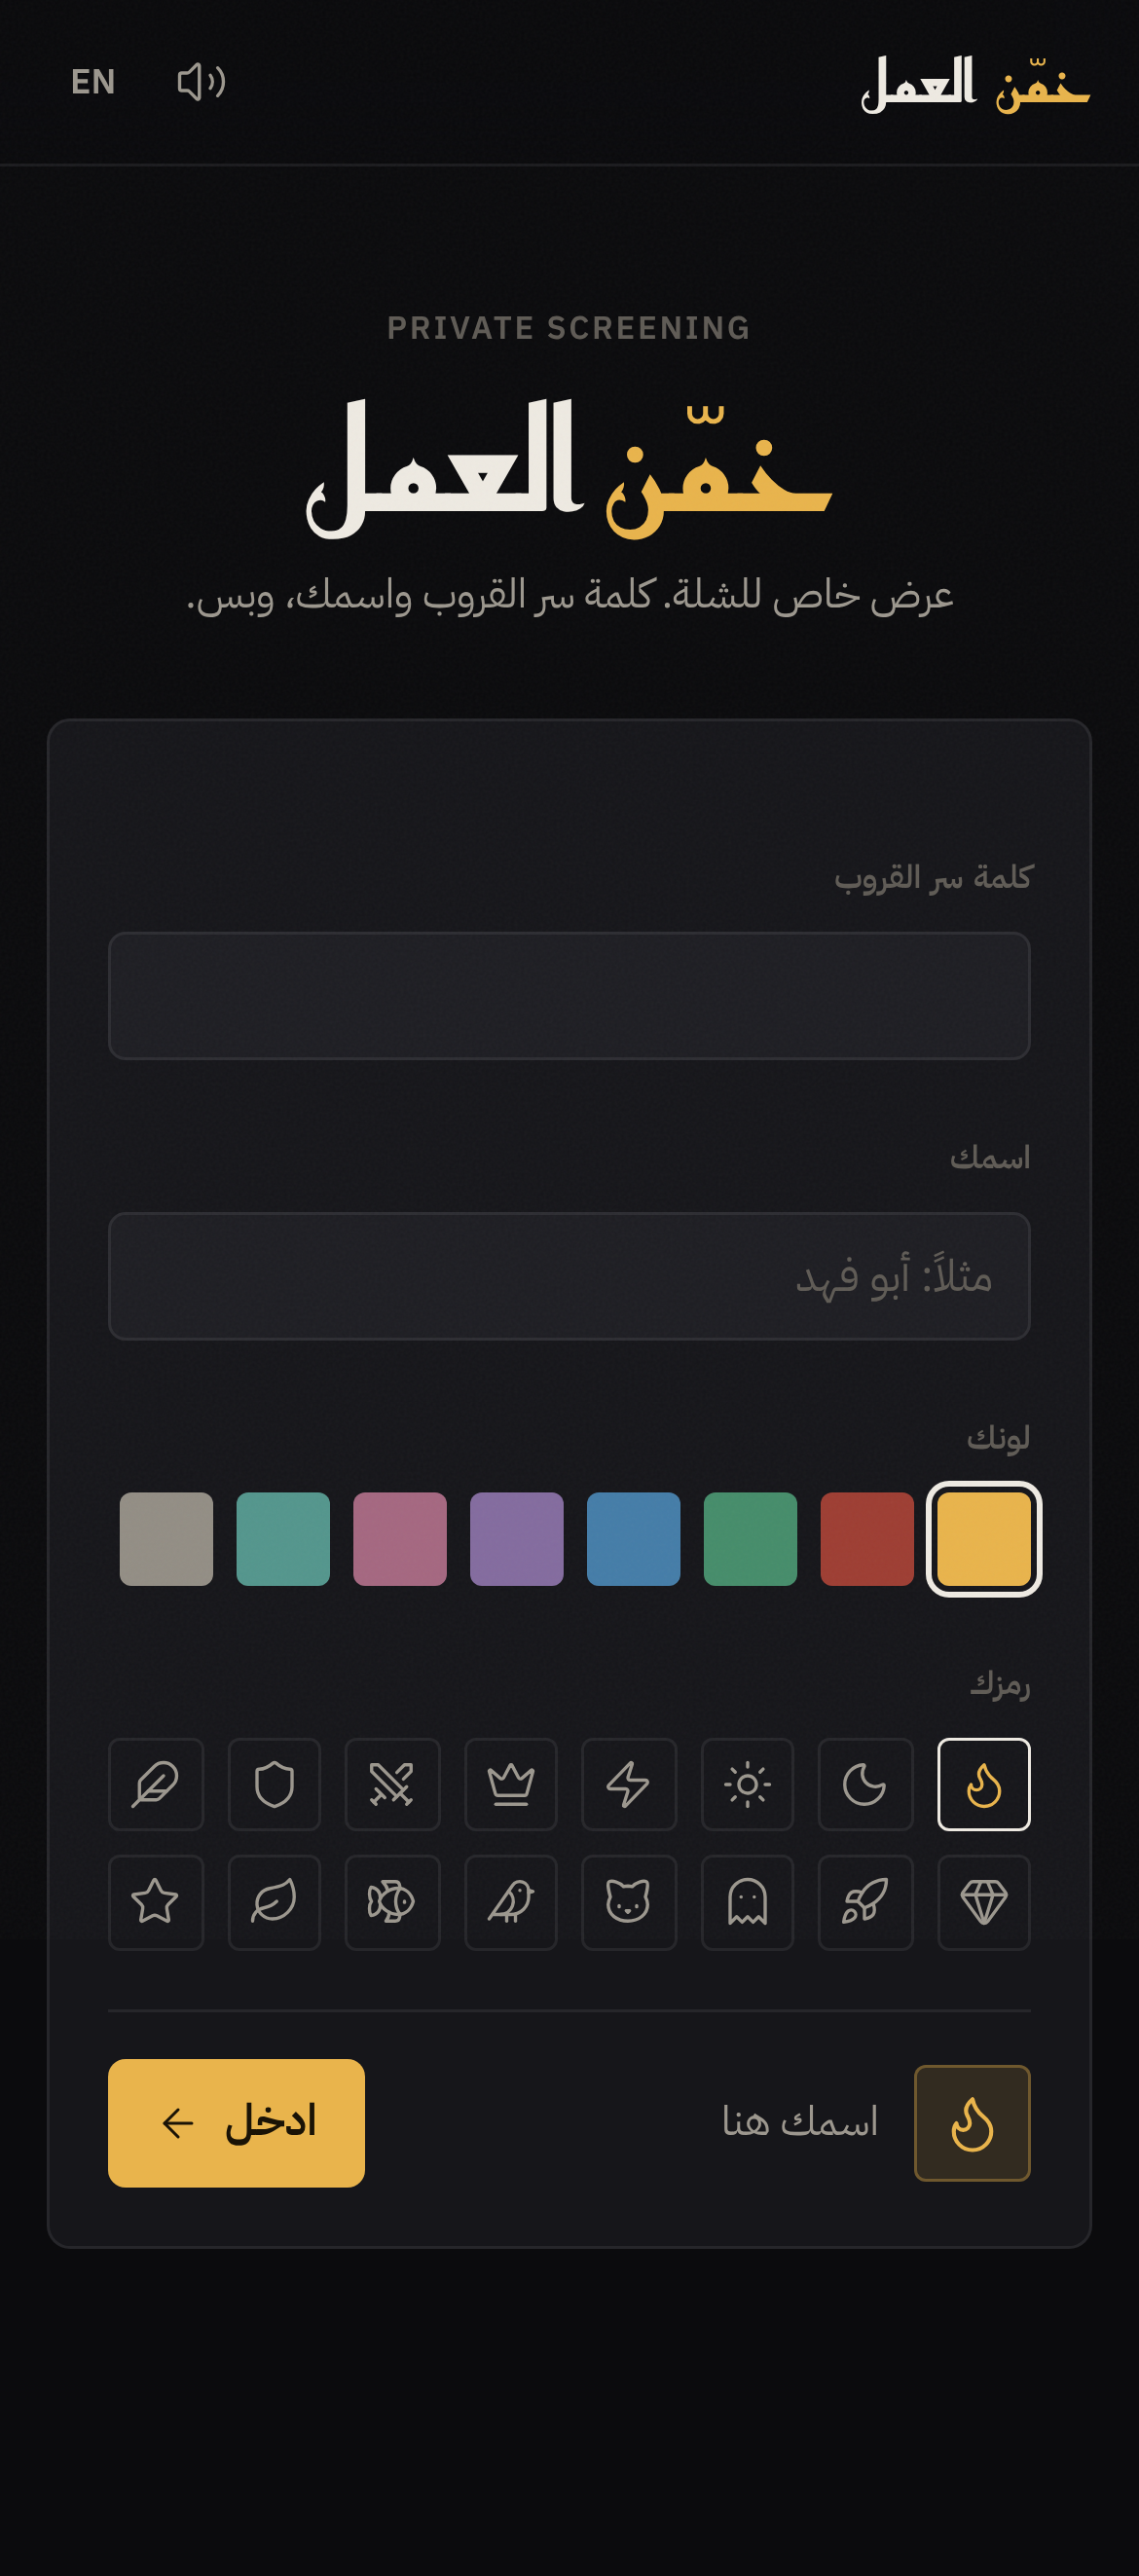 خمّن العمل
EN
PRIVATE SCREENING
خمّن العمل
عرض خاص للشلة. كلمة سر القروب واسمك، وبس.
كلمة سر القروب
اسمك
مثلاً: أبو فهد
لونك
رمزك
اسمك هنا
ادخل